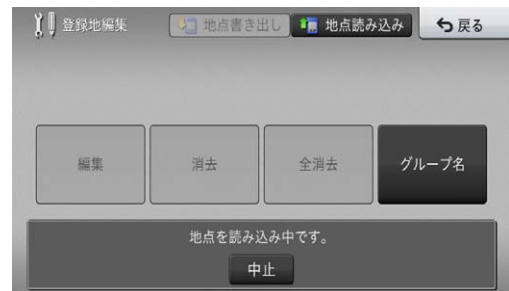 登録地編集 地点書き出し 地点読み込み 戻る
編集 消去 全消去 グループ名
地点を読み込み中です。
中止